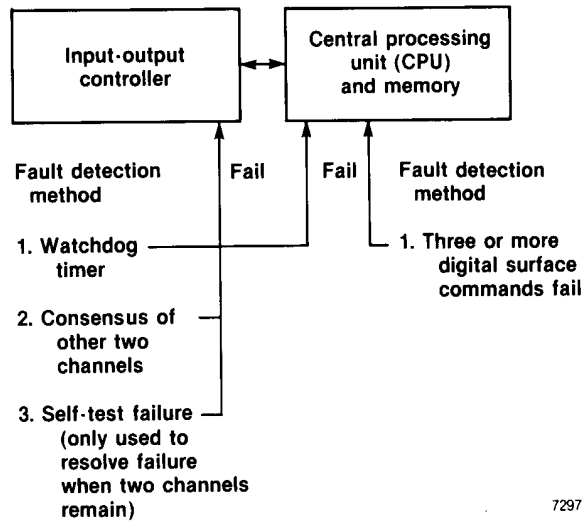 Input-output
controller
Central processing
unit (CPU)
and memory
Fault detection
method
Fail
Fail
Fault detection
method
1. Watchdog
timer
1. Three or more
digital surface
commands fail
2. Consensus of
other two
channels
3. Self-test failure
(only used to
resolve failure
when two channels
remain)
7297